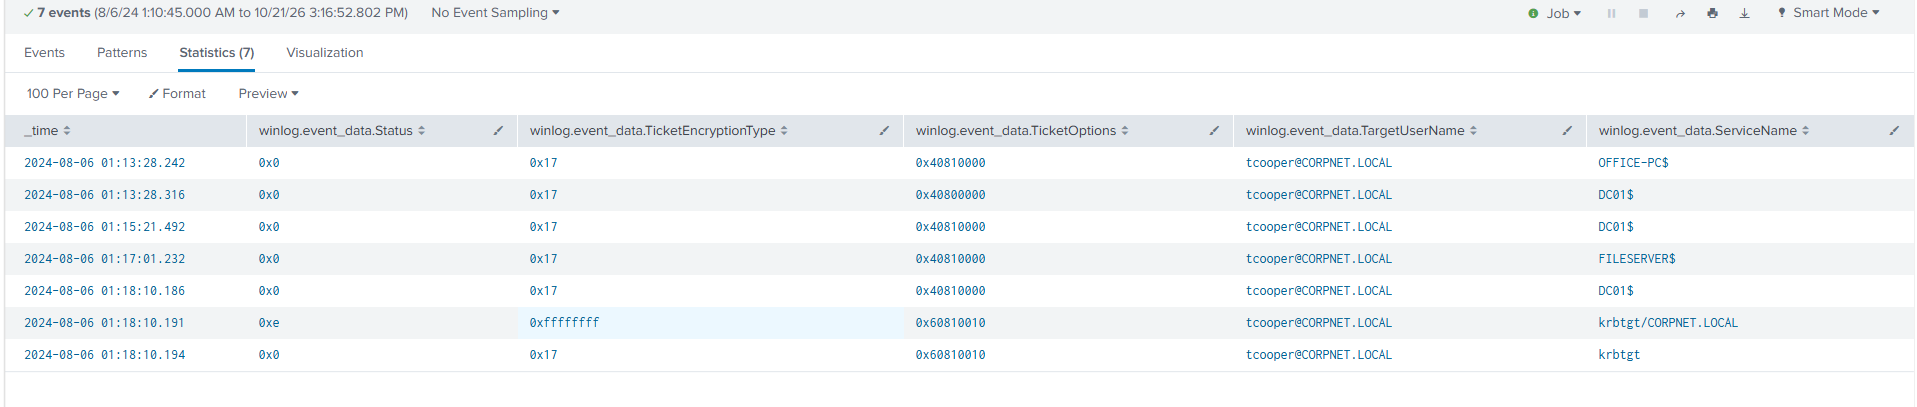 7 events (8/6/24 1:10:45.000 AM to 10/21/26 3:16:52.802 PM) No Event Sampling Job Smart Mode
Events Patterns Statistics (7) Visualization
100 Per Page Format Preview
_time winlog.event_data.Status winlog.event_data.TicketEncryptionType winlog.event_data.TicketOptions winlog.event_data.TargetUserName winlog.event_data.ServiceName
2024-08-06 01:13:28.242 0x0 0x17 0x40810000 tcooper@CORPNET.LOCAL OFFICE-PC$
2024-08-06 01:13:28.316 0x0 0x17 0x40800000 tcooper@CORPNET.LOCAL DC01$
2024-08-06 01:15:21.492 0x0 0x17 0x40810000 tcooper@CORPNET.LOCAL DC01$
2024-08-06 01:17:01.232 0x0 0x17 0x40810000 tcooper@CORPNET.LOCAL FILESERVER$
2024-08-06 01:18:10.186 0x0 0x17 0x40810000 tcooper@CORPNET.LOCAL DC01$
2024-08-06 01:18:10.191 0xe 0xffffffff 0x60810010 tcooper@CORPNET.LOCAL krbtgt/CORPNET.LOCAL
2024-08-06 01:18:10.194 0x0 0x17 0x60810010 tcooper@CORPNET.LOCAL krbtgt